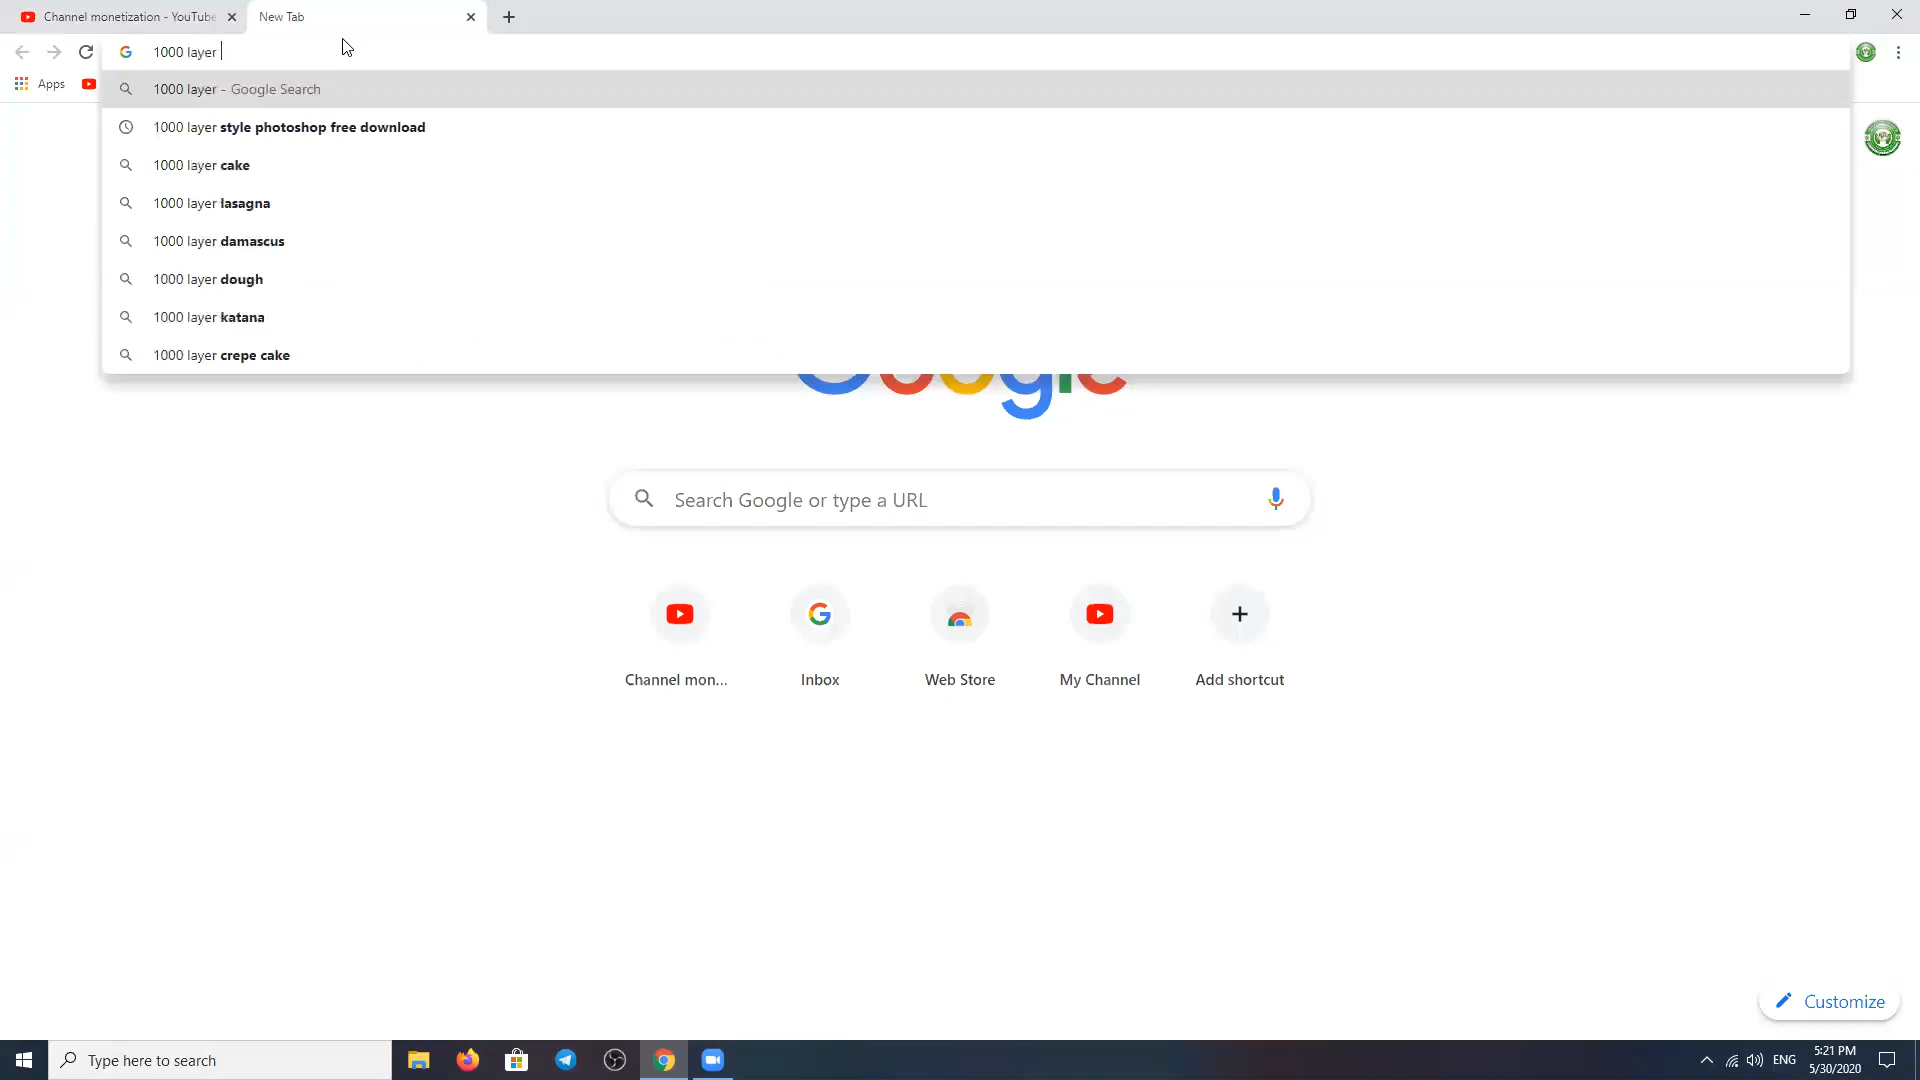 Channel monetization - YouTube
New Tab
1000 layer
Apps
1000 layer - Google Search
1000 layer style photoshop free download
1000 layer cake
1000 layer lasagna
1000 layer damascus
1000 layer dough
1000 layer katana
1000 layer crepe cake
Google
Search Google or type a URL
Channel mon...
Inbox
Web Store
My Channel
Add shortcut
Customize
Type here to search
ENG
5:21 PM
5/30/2020